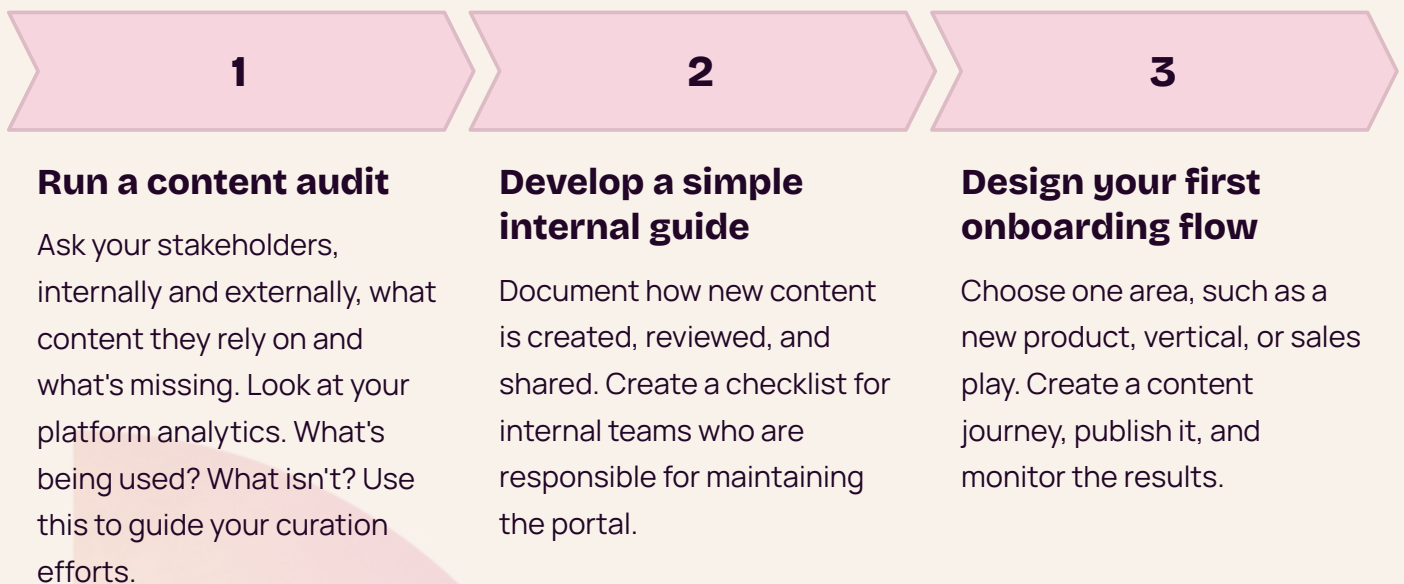 1
Run a content audit
Ask your stakeholders,
internally and externally, what
content they rely on and
what's missing. Look at your
platform analytics. What's
being used? What isn't? Use
this to guide your curation
efforts.
2
Develop a simple
internal guide
Document how new content
is created, reviewed, and
shared. Create a checklist for
internal teams who are
responsible for maintaining
the portal.
3
Design your first
onboarding flow
Choose one area, such as a
new product, vertical, or sales
play. Create a content
journey, publish it, and
monitor the results.